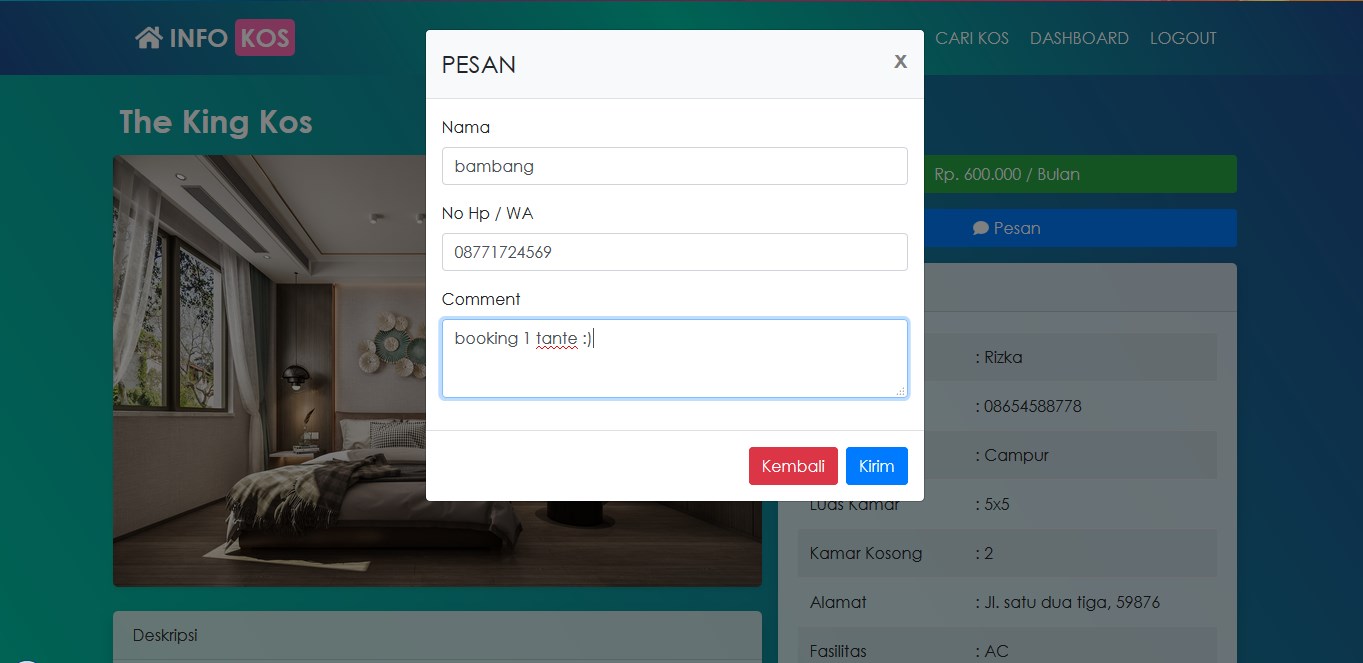 INFO KOS
CARI KOS DASHBOARD LOGOUT
The King Kos
PESAN
X
Nama
bambang
No Hp / WA
08771724569
Comment
booking 1 tante :)
Kembali Kirim
Rp. 600.000 / Bulan
Pesan
: Rizka
: 08654588778
: Campur
Luas Kamar : 5x5
Kamar Kosong : 2
Alamat : Jl. satu dua tiga, 59876
Fasilitas : AC
Deskripsi